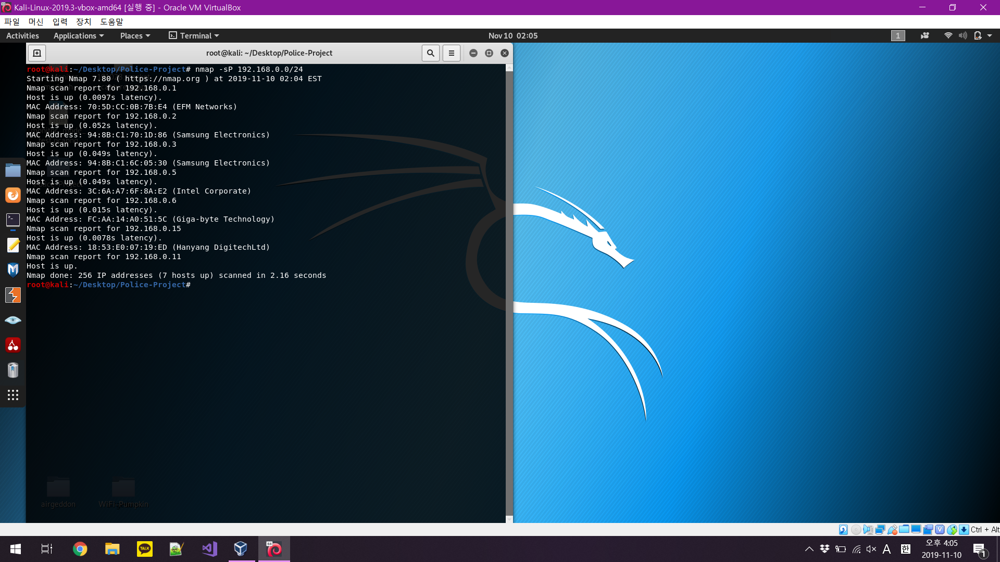 Kali-Linux-2019.3-vbox-amd64 [실행 중] - Oracle VM VirtualBox
파일 머신 입력 장치 도움말
Activities Applications Places Terminal Nov 10 02:05 1
root@kali: ~/Desktop/Police-Project
root@kali:~/Desktop/Police-Project# nmap -sP 192.168.0.0/24
Starting Nmap 7.80 ( https://nmap.org ) at 2019-11-10 02:04 EST
Nmap scan report for 192.168.0.1
Host is up (0.0097s latency).
MAC Address: 70:5D:CC:0B:7B:E4 (EFM Networks)
Nmap scan report for 192.168.0.2
Host is up (0.052s latency).
MAC Address: 94:8B:C1:70:1D:86 (Samsung Electronics)
Nmap scan report for 192.168.0.3
Host is up (0.049s latency).
MAC Address: 94:8B:C1:6C:05:30 (Samsung Electronics)
Nmap scan report for 192.168.0.5
Host is up (0.049s latency).
MAC Address: 3C:6A:A7:6F:8A:E2 (Intel Corporate)
Nmap scan report for 192.168.0.6
Host is up (0.015s latency).
MAC Address: FC:AA:14:A0:51:5C (Giga-byte Technology)
Nmap scan report for 192.168.0.15
Host is up (0.0078s latency).
MAC Address: 18:53:E0:07:19:ED (Hanyang DigitechLtd)
Nmap scan report for 192.168.0.11
Host is up.
Nmap done: 256 IP addresses (7 hosts up) scanned in 2.16 seconds
root@kali:~/Desktop/Police-Project#
airgeddon WiFi-Pumpkin
Ctrl + Alt
TALK
64
A 한 오후 4:05
2019-11-10
1